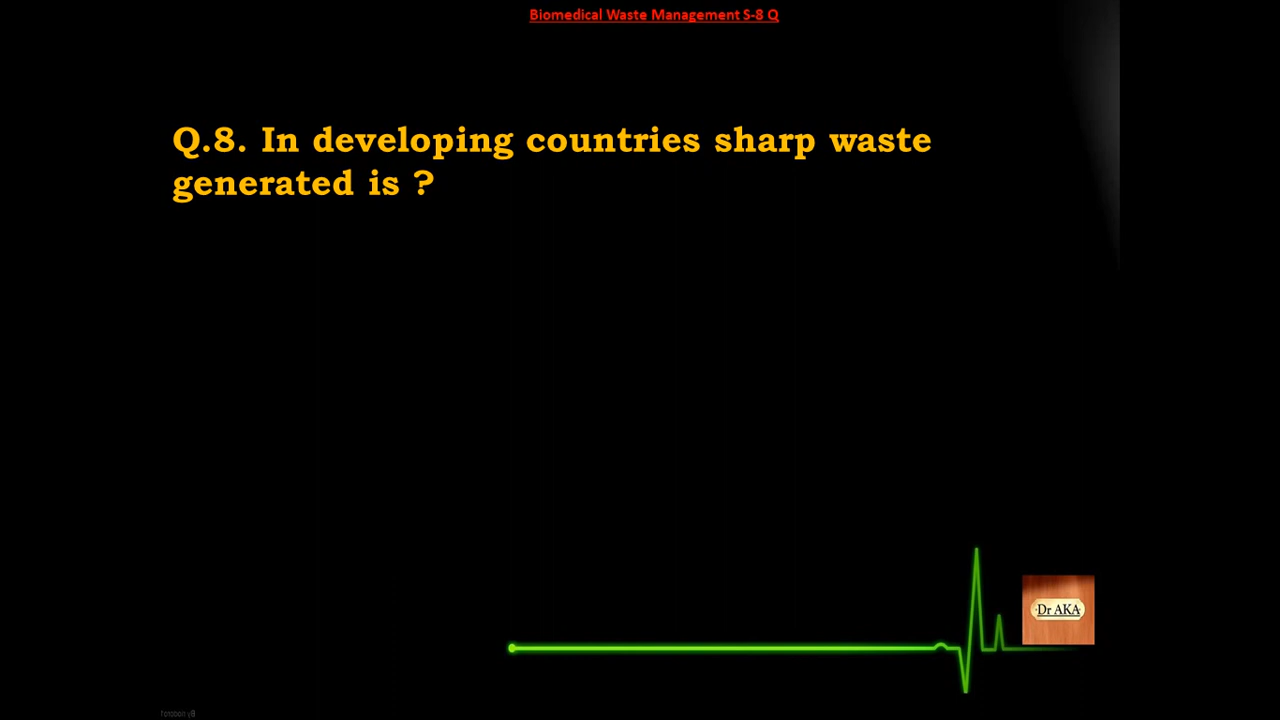 Biomedical Waste Management S-8 Q
Q.8. In developing countries sharp waste
generated is ?
Dr AKA